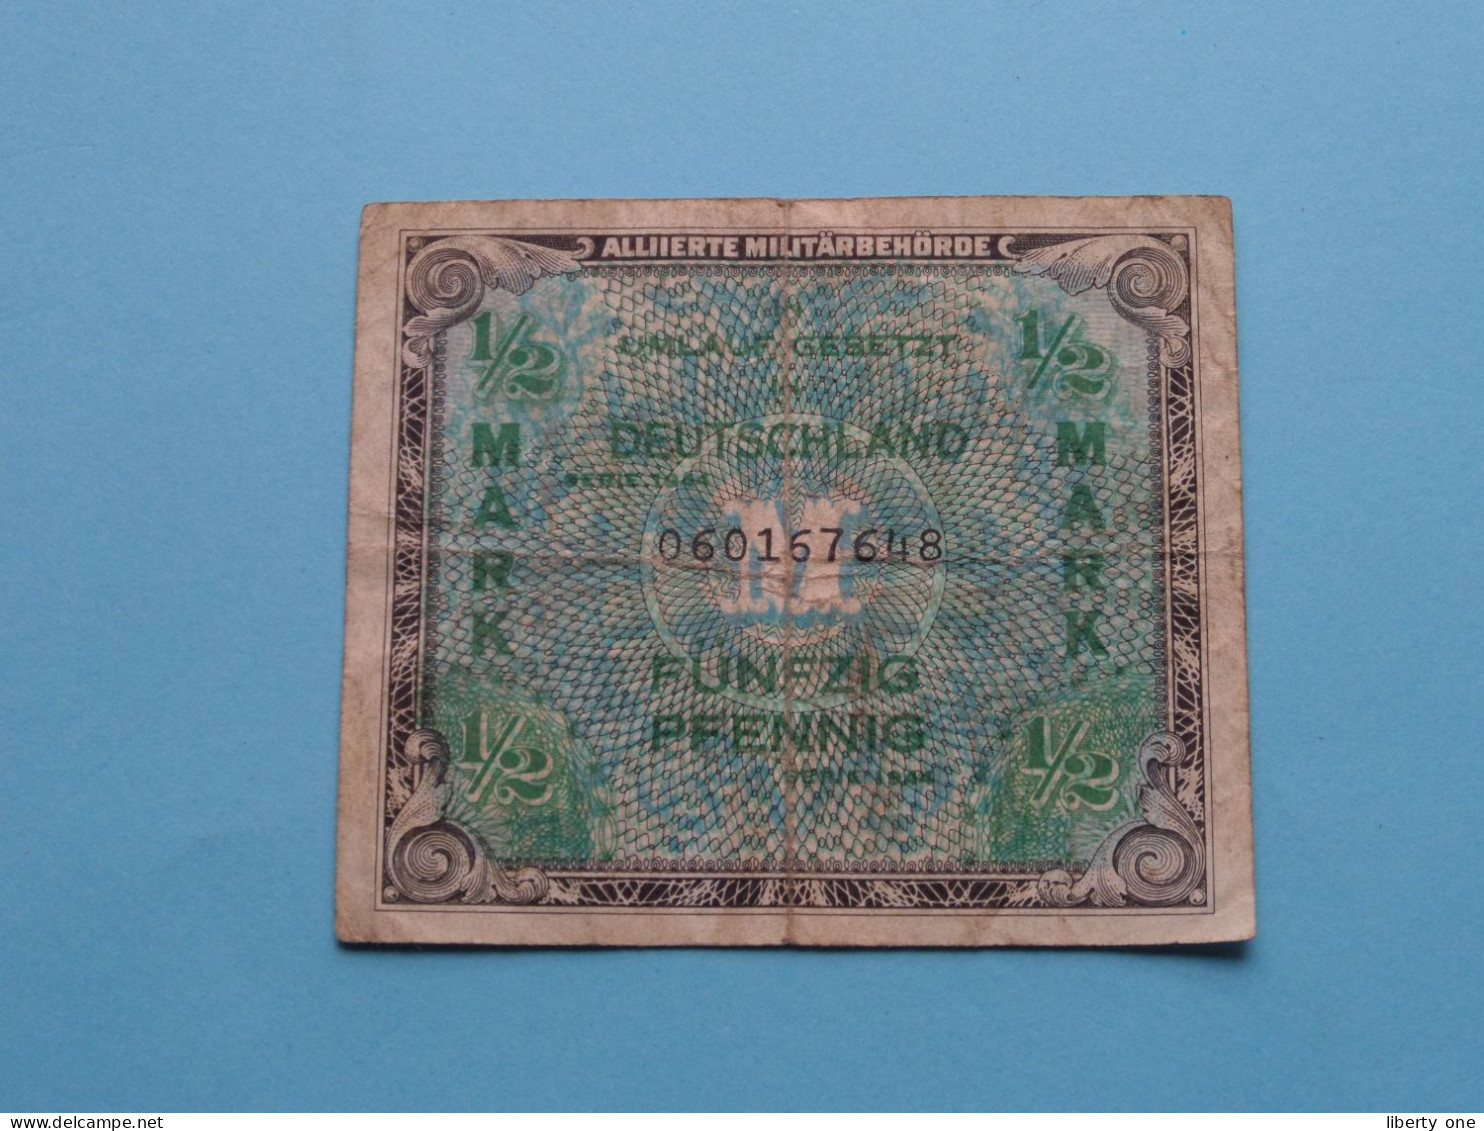 ALLIIERTE MILITÄRBEHÖRDE
1/2 1/2
IN
UMLAUF GESETZT
IN
DEUTSCHLAND
SERIE 1944
MARK MARK
M
060167648
FÜNFZIG
PFENNIG
SERIE 1944
1/2 1/2
www.delcampe.net
liberty one